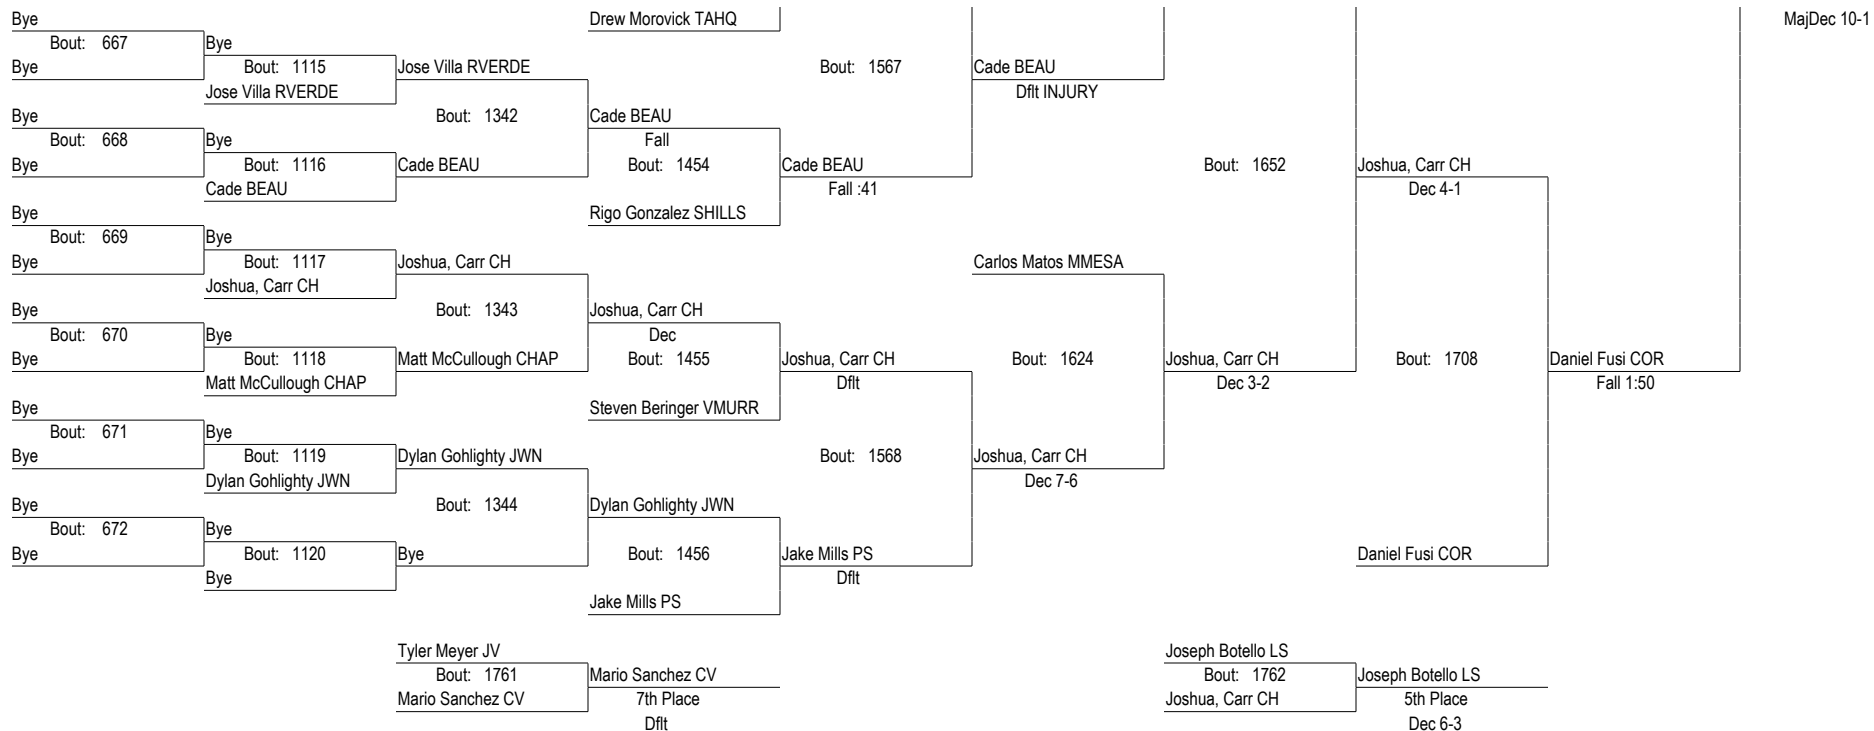 Bye Drew Morovick TAHQ MajDec 10-1
Bout: 667 Bye
Bye Bout: 1115 Jose Villa RVERDE Bout: 1567 Cade BEAU
Jose Villa RVERDE Dflt INJURY
Bye Bout: 1342 Cade BEAU
Bout: 668 Bye Fall
Bye Bout: 1116 Cade BEAU Bout: 1454 Cade BEAU Bout: 1652 Joshua, Carr CH
Cade BEAU Fall :41 Dec 4-1
Bye Rigo Gonzalez SHILLS
Bout: 669 Bye
Bye Bout: 1117 Joshua, Carr CH Carlos Matos MMESA
Joshua, Carr CH
Bye Bout: 1343 Joshua, Carr CH
Bout: 670 Bye Dec
Bye Bout: 1118 Matt McCullough CHAP Bout: 1455 Joshua, Carr CH Bout: 1624 Joshua, Carr CH Bout: 1708 Daniel Fusi COR
Matt McCullough CHAP Dflt Dec 3-2 Fall 1:50
Bye Steven Beringer VMURR
Bout: 671 Bye
Bye Bout: 1119 Dylan Gohlighty JWN Bout: 1568 Joshua, Carr CH
Dylan Gohlighty JWN Dec 7-6
Bye Bout: 1344 Dylan Gohlighty JWN
Bout: 672 Bye
Bye Bout: 1120 Bye Bout: 1456 Jake Mills PS Daniel Fusi COR
Bye Dflt
Jake Mills PS
Tyler Meyer JV Joseph Botello LS
Bout: 1761 Mario Sanchez CV Bout: 1762 Joseph Botello LS
Mario Sanchez CV 7th Place Joshua, Carr CH 5th Place
Dflt Dec 6-3